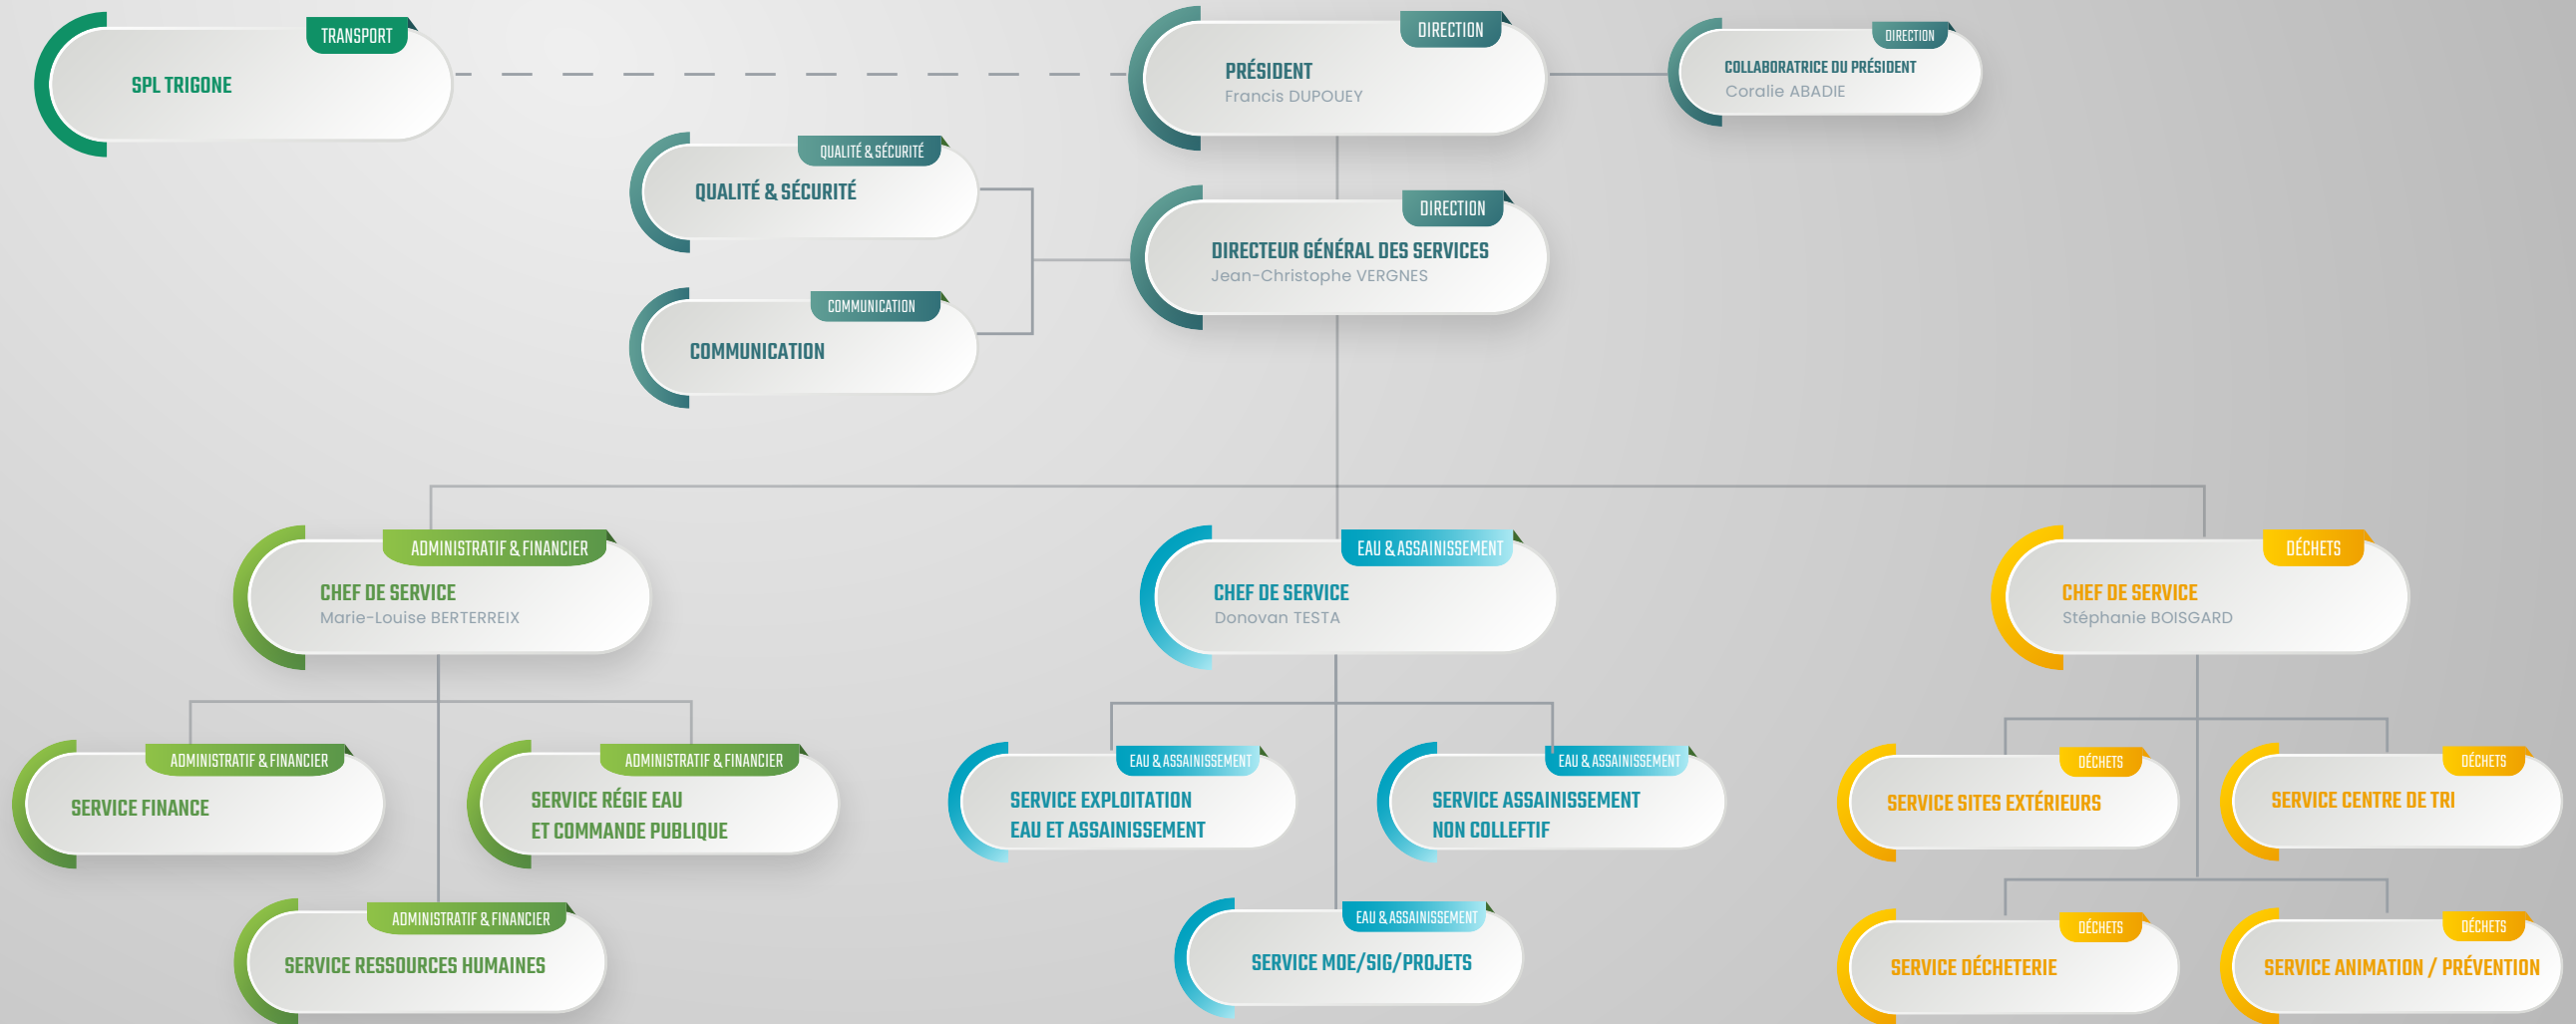 TRANSPORT
SPL TRIGONE
DIRECTION
PRÉSIDENT
Francis DUPOUEY
DIRECTION
COLLABORATRICE DU PRÉSIDENT
Coralie ABADIE
QUALITÉ & SÉCURITÉ
QUALITÉ & SÉCURITÉ
DIRECTION
DIRECTEUR GÉNÉRAL DES SERVICES
Jean-Christophe VERGNES
COMMUNICATION
COMMUNICATION
ADMINISTRATIF & FINANCIER
CHEF DE SERVICE
Marie-Louise BERTERREIX
EAU & ASSAINISSEMENT
CHEF DE SERVICE
Donovan TESTA
DÉCHETS
CHEF DE SERVICE
Stéphanie BOISGARD
ADMINISTRATIF & FINANCIER
SERVICE FINANCE
ADMINISTRATIF & FINANCIER
SERVICE RÉGIE EAU
ET COMMANDE PUBLIQUE
EAU & ASSAINISSEMENT
SERVICE EXPLOITATION
EAU ET ASSAINISSEMENT
EAU & ASSAINISSEMENT
SERVICE ASSAINISSEMENT
NON COLLEFTIF
DÉCHETS
SERVICE SITES EXTÉRIEURS
DÉCHETS
SERVICE CENTRE DE TRI
ADMINISTRATIF & FINANCIER
SERVICE RESSOURCES HUMAINES
EAU & ASSAINISSEMENT
SERVICE MOE/SIG/PROJETS
DÉCHETS
SERVICE DÉCHETERIE
DÉCHETS
SERVICE ANIMATION / PRÉVENTION